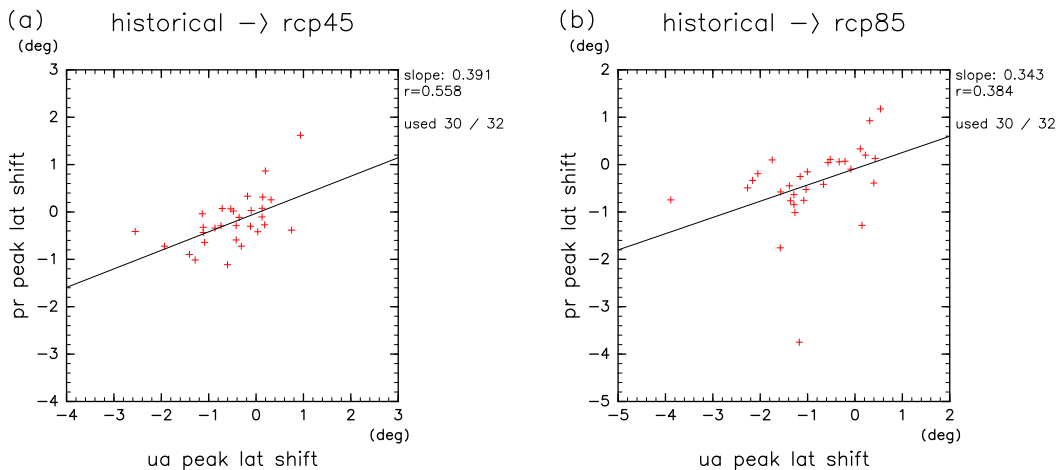 (a) historical -> rcp45
(deg)
3
2
1
0
-1
-2
-3
-4
pr peak lat shift
-4 -3 -2 -1 0 1 2 3
(deg)
ua peak lat shift
slope: 0.391
r=0.558
used 30 / 32
(b) historical -> rcp85
(deg)
2
1
0
-1
-2
-3
-4
-5
pr peak lat shift
-5 -4 -3 -2 -1 0 1 2
(deg)
ua peak lat shift
slope: 0.343
r=0.384
used 30 / 32